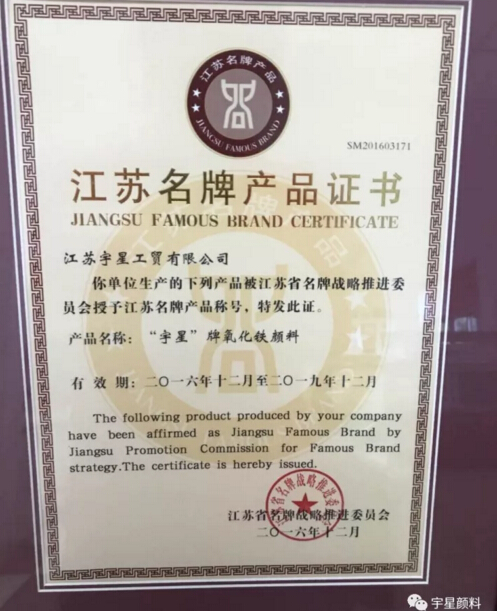 江苏名牌产品
JIANGSU FAMOUS BRAND
SM201603171
江苏名牌产品证书
JIANGSU FAMOUS BRAND CERTIFICATE
江苏宇星工贸有限公司
你单位生产的下列产品被江苏省名牌战略推进委
员会授予江苏名牌产品称号，特发此证。
产品名称：“宇星”牌氧化铁颜料
有效期：二〇一六年十二月至二〇一九年十二月
The following product produced by your company
have been affirmed as Jiangsu Famous Brand by
Jiangsu Promotion Commission for Famous Brand
strategy.The certificate is hereby issued.
江苏省名牌战略推进委员会
二〇一六年十二月
宇星颜料